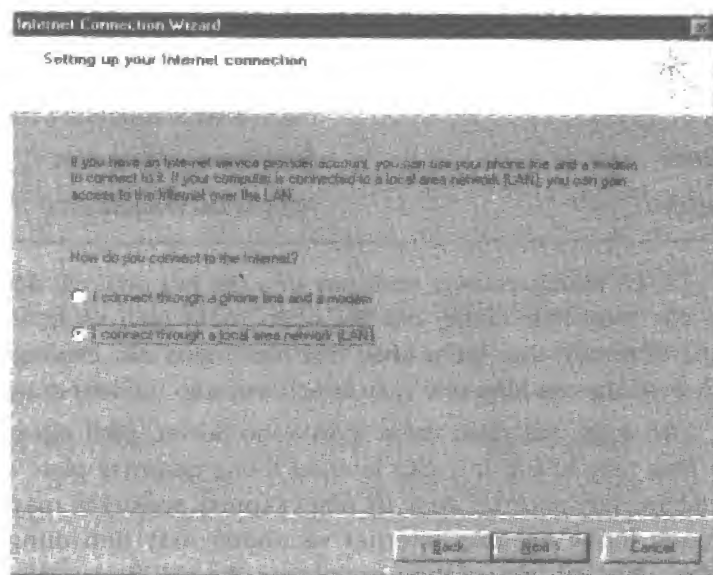 Internet Connection Wizard
Setting up your Internet connection
If you have an Internet service provider account, you can use your phone line and a modem
to connect to it. If your computer is connected to a local area network (LAN), you can gain
access to the Internet over the LAN.
How do you connect to the Internet?
I connect through a phone line and a modem
I connect through a local area network (LAN)
< Back
Next >
Cancel